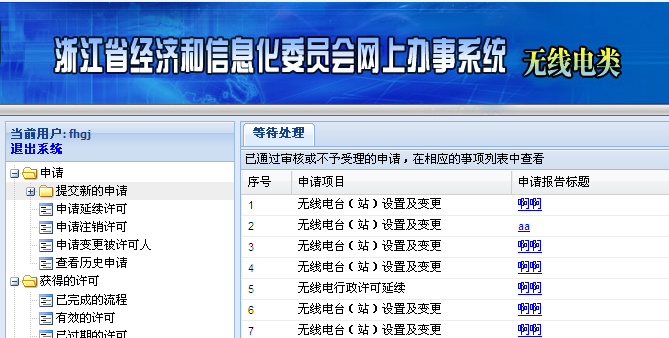 浙江省经济和信息化委员会网上办事系统 无线电类
当前用户: fhgj
退出系统
申请
提交新的申请
申请延续许可
申请注销许可
申请变更被许可人
查看历史申请
获得的许可
已完成的流程
有效的许可
已过期的许可
等待处理
已通过审核或不予受理的申请，在相应的事项列表中查看
序号 申请项目 申请报告标题
1 无线电台（站）设置及变更 啊啊
2 无线电台（站）设置及变更 aa
3 无线电台（站）设置及变更 啊啊
4 无线电台（站）设置及变更 啊啊
5 无线电行政许可延续 啊啊
6 无线电台（站）设置及变更 啊啊
7 无线电台（站）设置及变更 啊啊